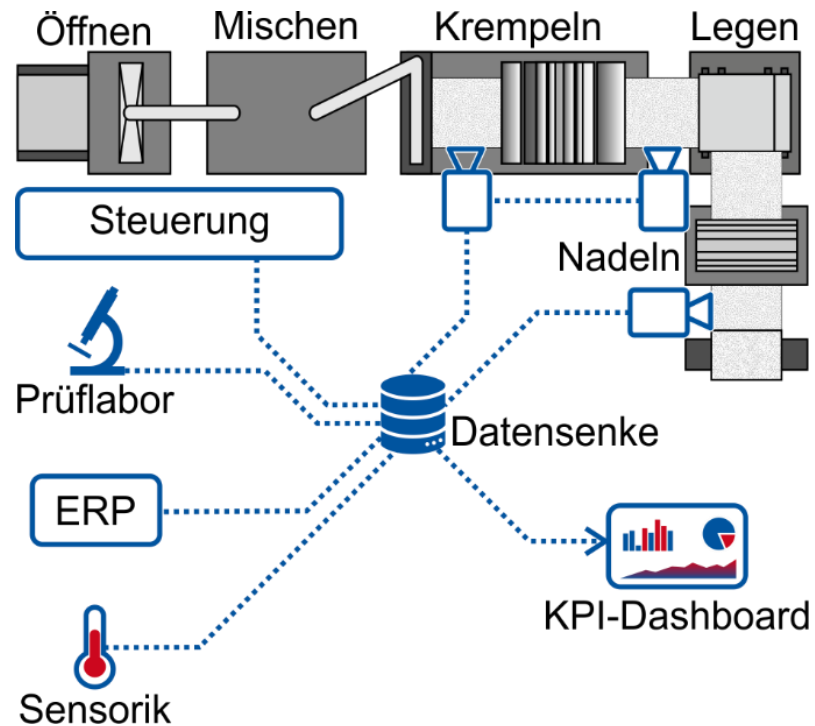 Öffnen
Mischen
Krempeln
Legen
Steuerung
Nadeln
Prüflabor
Datensenke
ERP
KPI-Dashboard
Sensorik